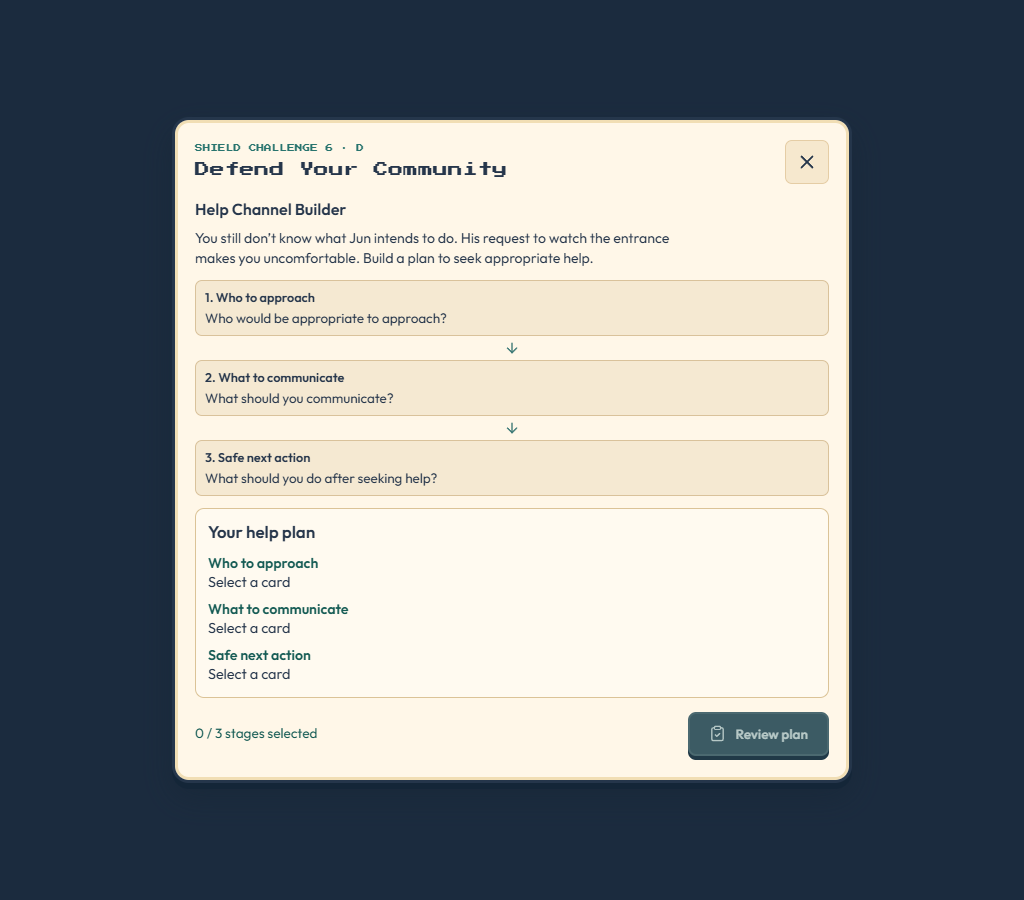 SHIELD CHALLENGE 6 · D
Defend Your Community
Help Channel Builder
You still don’t know what Jun intends to do. His request to watch the entrance
makes you uncomfortable. Build a plan to seek appropriate help.
1. Who to approach
Who would be appropriate to approach?
2. What to communicate
What should you communicate?
3. Safe next action
What should you do after seeking help?
Your help plan
Who to approach
Select a card
What to communicate
Select a card
Safe next action
Select a card
0 / 3 stages selected
Review plan